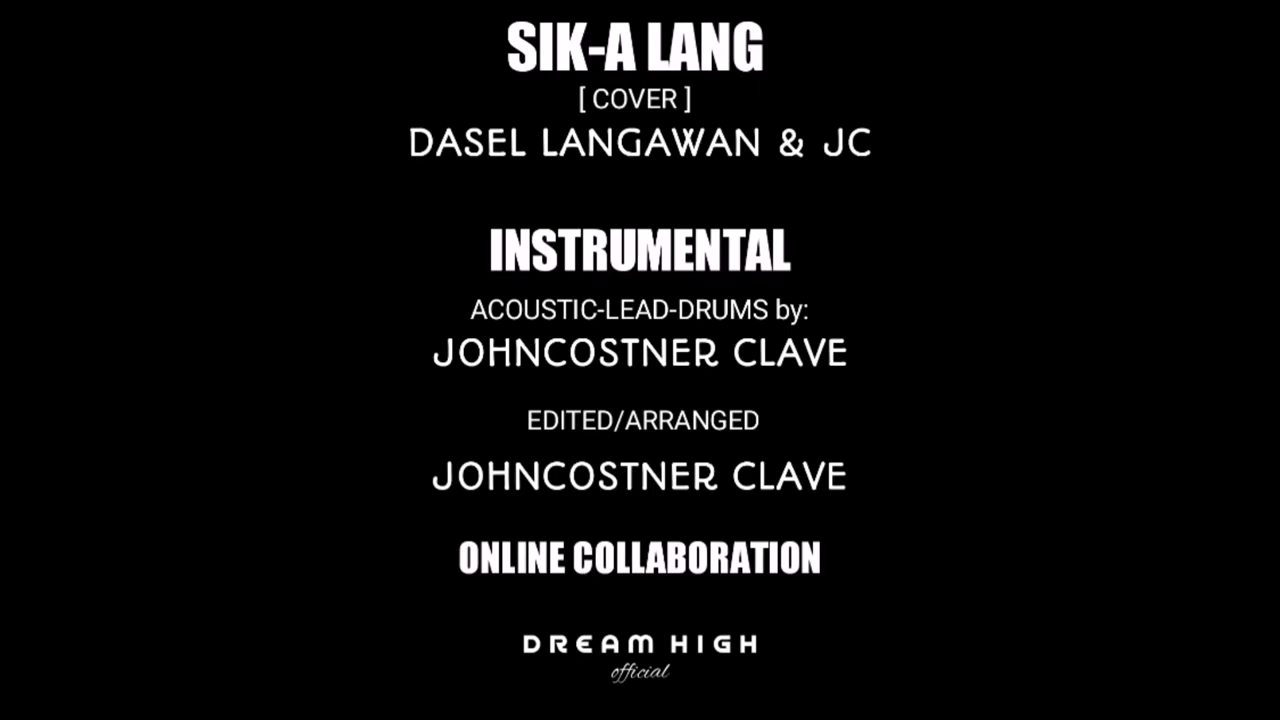 SIK-A LANG
[ COVER ]
DASEL LANGAWAN & JC
INSTRUMENTAL
ACOUSTIC-LEAD-DRUMS by:
JOHNCOSTNER CLAVE
EDITED/ARRANGED
JOHNCOSTNER CLAVE
ONLINE COLLABORATION
DREAM HIGH
official